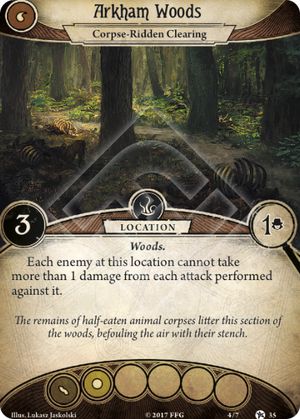 Arkham Woods
Corpse-Ridden Clearing
3
LOCATION
1
Woods.
Each enemy at this location cannot take
more than 1 damage from each attack performed
against it.
The remains of half-eaten animal corpses litter this section of
the woods, befouling the air with their stench.
Illus. Lukasz Jaskolski
© 2017 FFG
4/7
35